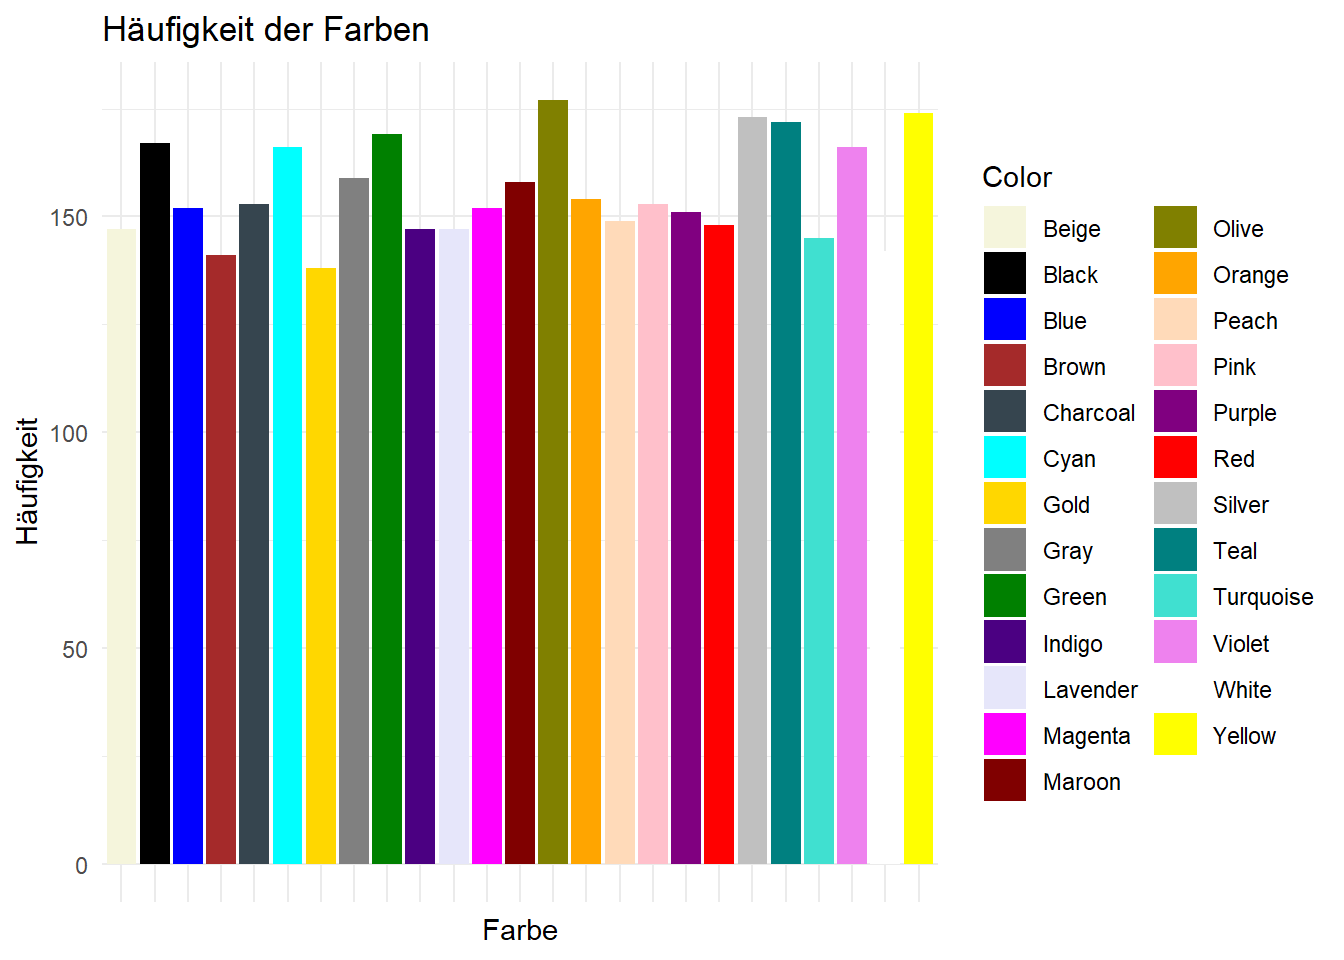 Häufigkeit der Farben
Häufigkeit
150
100
50
0
Farbe
Color
Beige
Black
Blue
Brown
Charcoal
Cyan
Gold
Gray
Green
Indigo
Lavender
Magenta
Maroon
Olive
Orange
Peach
Pink
Purple
Red
Silver
Teal
Turquoise
Violet
White
Yellow